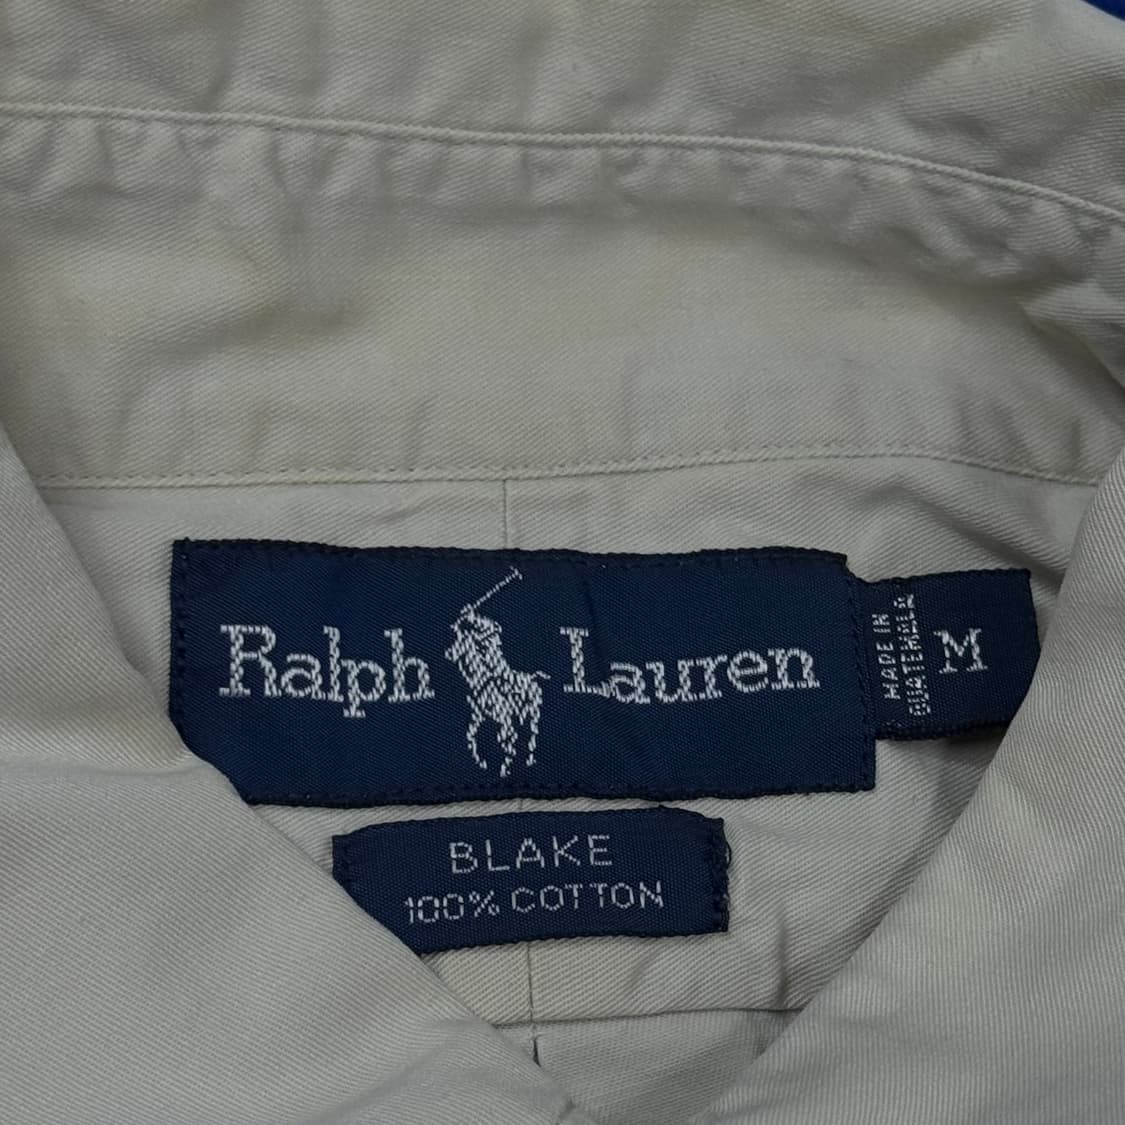 Ralph Lauren
MADE IN
GUATEMALA
M
BLAKE
100% COTTON